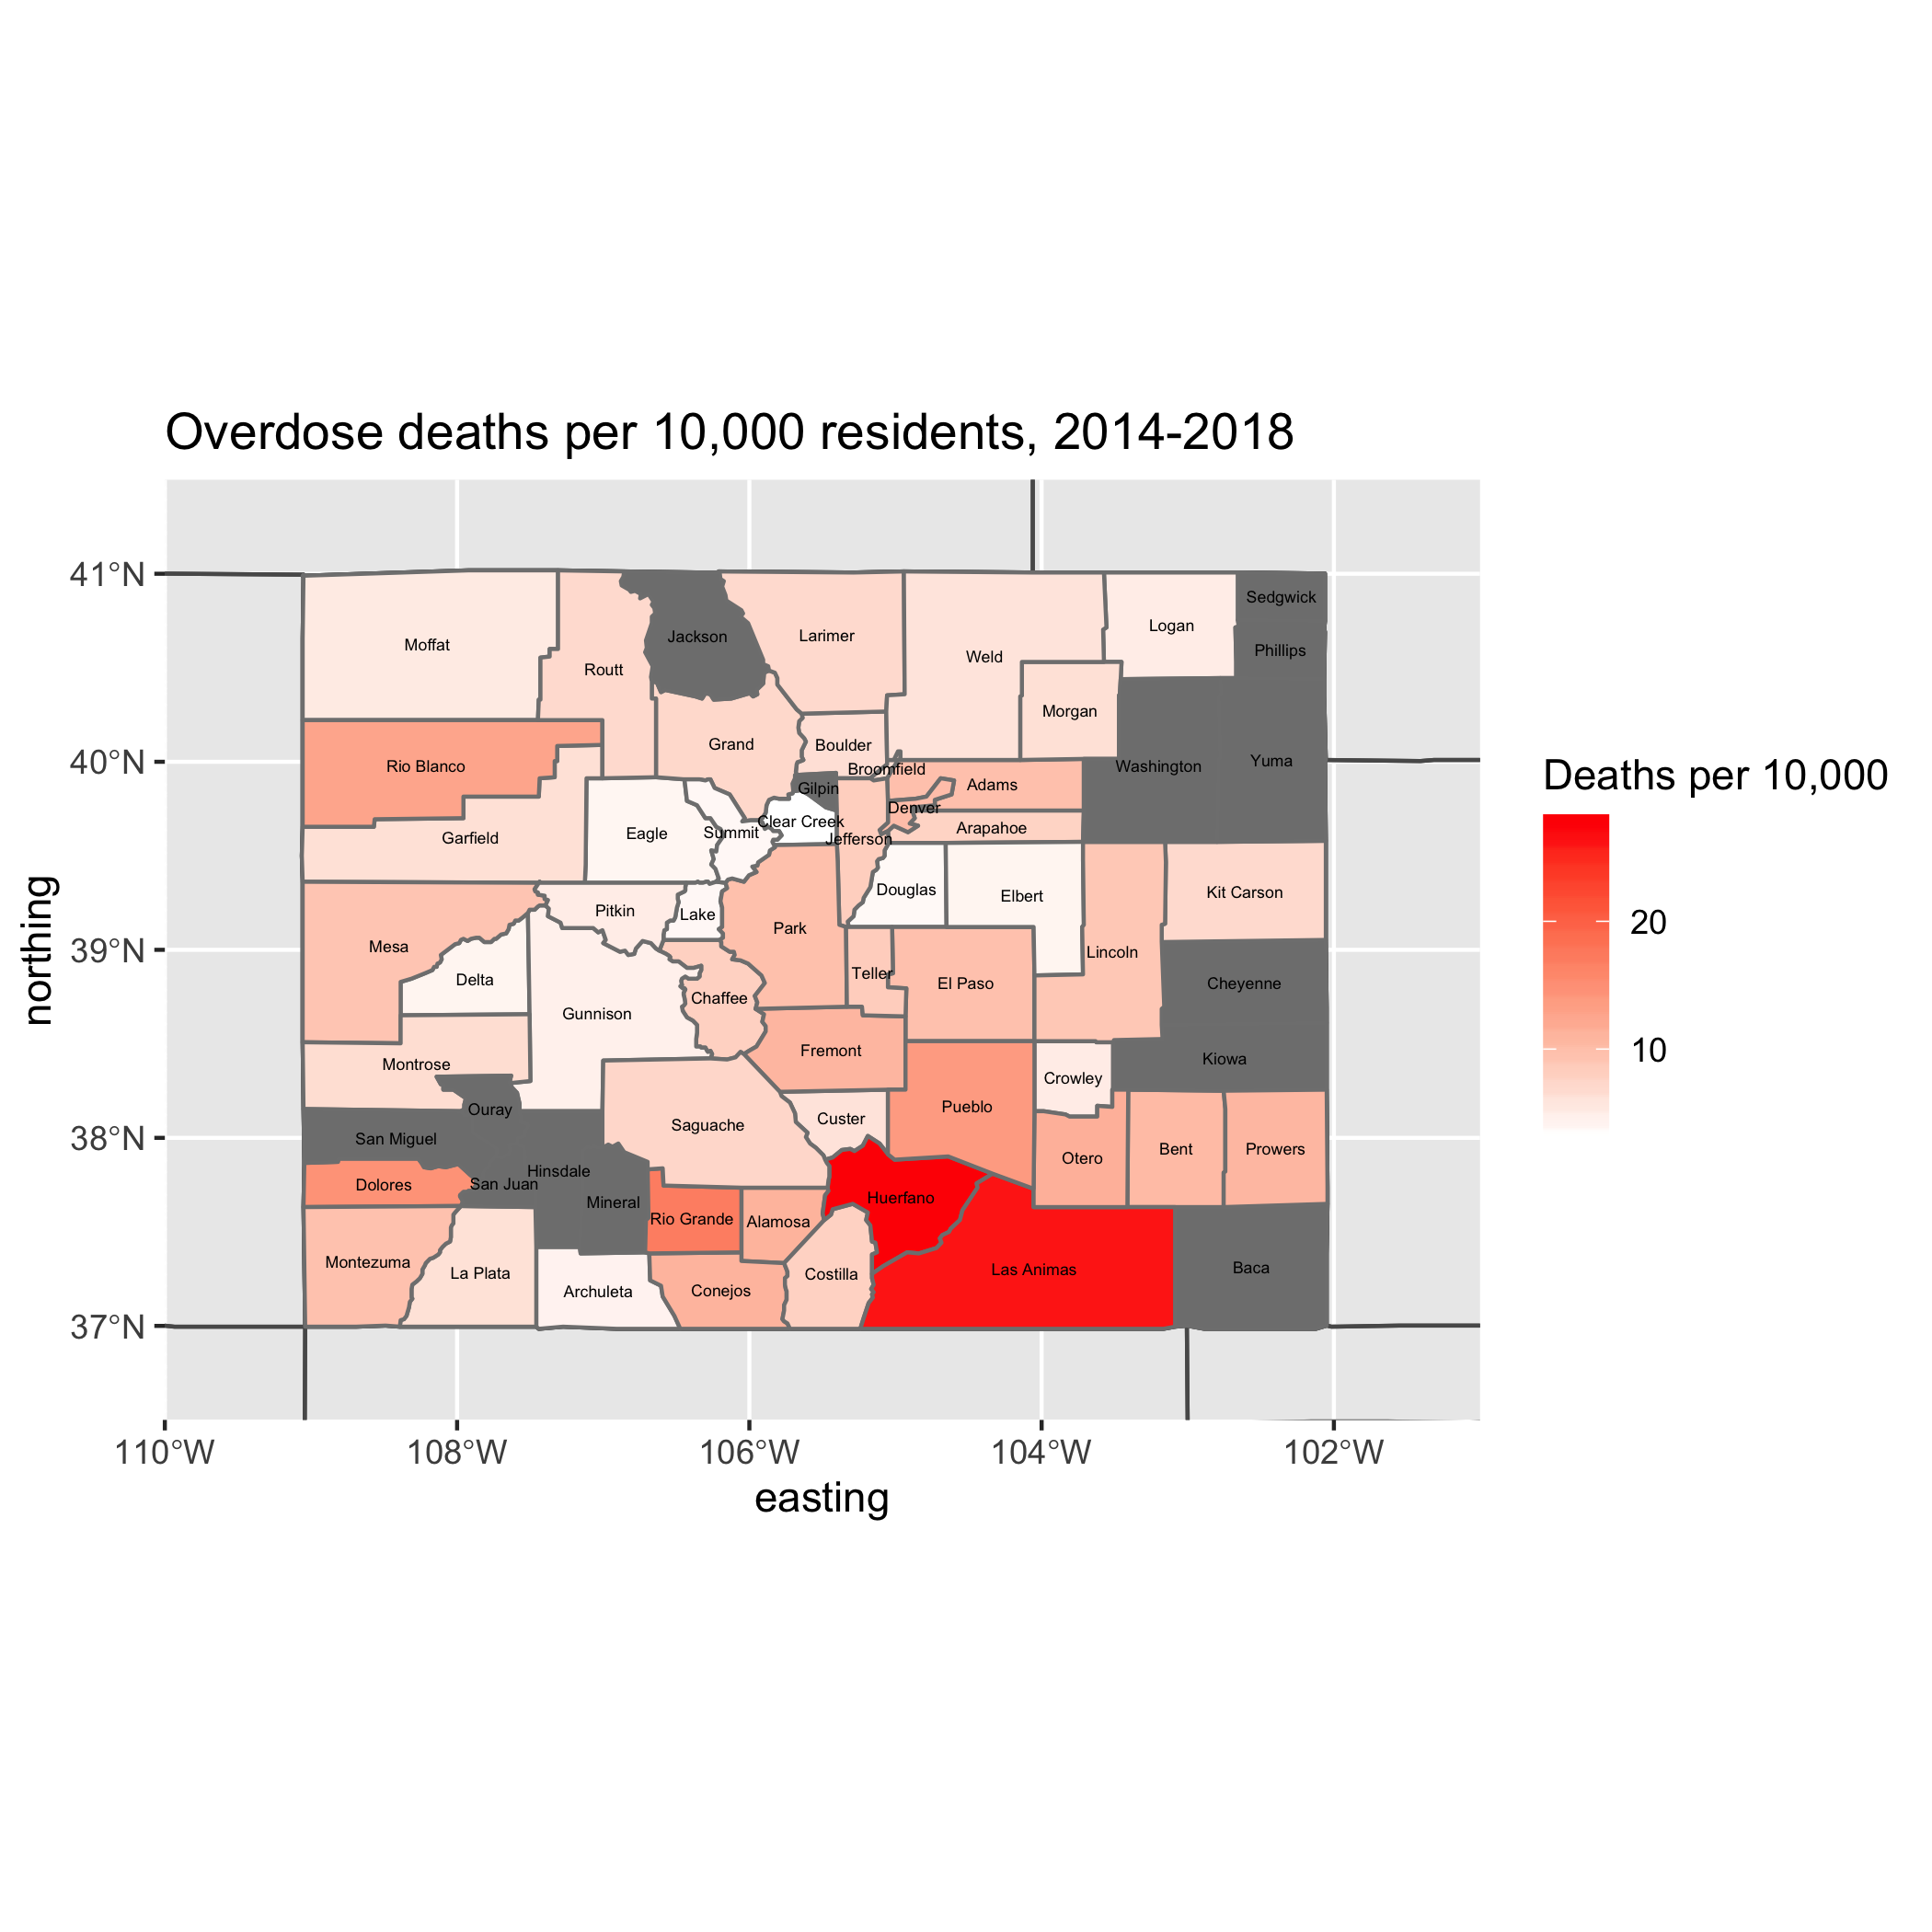 Overdose deaths per 10,000 residents, 2014-2018
41°N
40°N
39°N
38°N
37°N
northing
110°W
108°W
106°W
104°W
102°W
easting
Deaths per 10,000
20
10
Sedgwick
Logan
Jackson
Larimer
Moffat
Phillips
Weld
Routt
Morgan
Grand
Boulder
Yuma
Rio Blanco
Washington
Broomfield
Adams
Gilpin
Denver
Clear Creek
Arapahoe
Eagle
Summit
Garfield
Jefferson
Douglas
Kit Carson
Elbert
Pitkin
Lake
Park
Mesa
Lincoln
Teller
Delta
El Paso
Cheyenne
Chaffee
Gunnison
Fremont
Kiowa
Montrose
Crowley
Pueblo
Ouray
Custer
Saguache
San Miguel
Bent
Prowers
Otero
Hinsdale
Dolores
San Juan
Huerfano
Mineral
Rio Grande
Alamosa
Montezuma
Baca
Las Animas
La Plata
Costilla
Archuleta
Conejos